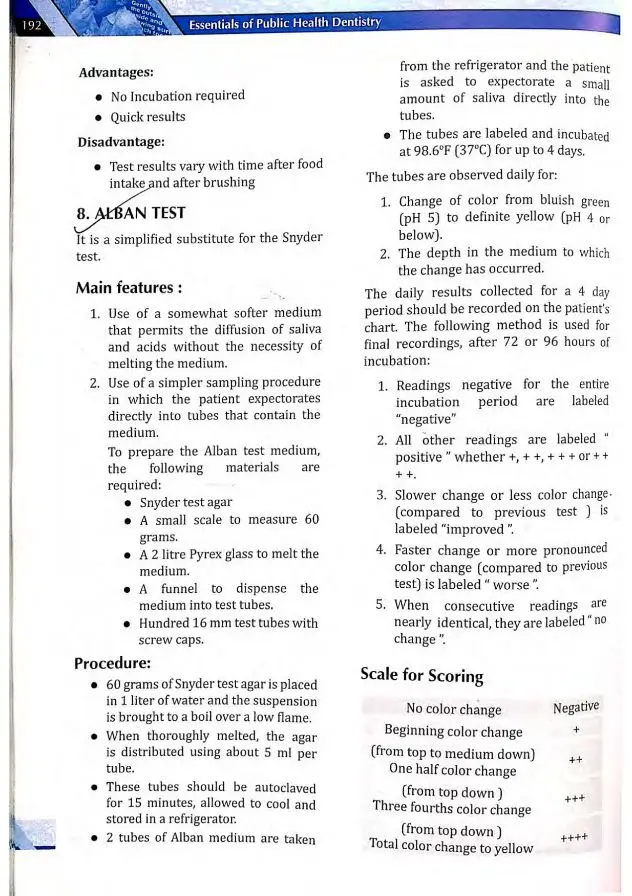 192
Essentials of Public Health Dentistry
Advantages:
• No Incubation required
• Quick results
Disadvantage:
• Test results vary with time after food
intake and after brushing
8. ALBAN TEST
It is a simplified substitute for the Snyder
test.
Main features :
1. Use of a somewhat softer medium
that permits the diffusion of saliva
and acids without the necessity of
melting the medium.
2. Use of a simpler sampling procedure
in which the patient expectorates
directly into tubes that contain the
medium.
To prepare the Alban test medium,
the following materials are
required:
• Snyder test agar
• A small scale to measure 60
grams.
• A 2 litre Pyrex glass to melt the
medium.
• A funnel to dispense the
medium into test tubes.
• Hundred 16 mm test tubes with
screw caps.
Procedure:
• 60 grams of Snyder test agar is placed
in 1 liter of water and the suspension
is brought to a boil over a low flame.
• When thoroughly melted, the agar
is distributed using about 5 ml per
tube.
• These tubes should be autoclaved
for 15 minutes, allowed to cool and
stored in a refrigerator.
• 2 tubes of Alban medium are taken
from the refrigerator and the patient
is asked to expectorate a small
amount of saliva directly into the
tubes.
• The tubes are labeled and incubated
at 98.6°F (37°C) for up to 4 days.
The tubes are observed daily for:
1. Change of color from bluish green
(pH 5) to definite yellow (pH 4 or
below).
2. The depth in the medium to which
the change has occurred.
The daily results collected for a 4 day
period should be recorded on the patient's
chart. The following method is used for
final recordings, after 72 or 96 hours of
incubation:
1. Readings negative for the entire
incubation period are labeled
"negative"
2. All other readings are labeled "
positive " whether +, + +, + + + or + +
+ +.
3. Slower change or less color change
(compared to previous test ) is
labeled "improved ".
4. Faster change or more pronounced
color change (compared to previous
test) is labeled " worse ".
5. When consecutive readings are
nearly identical, they are labeled " no
change ".
Scale for Scoring
No color change Negative
Beginning color change +
(from top to medium down) ++
One half color change
(from top down ) +++
Three fourths color change
(from top down ) ++++
Total color change to yellow